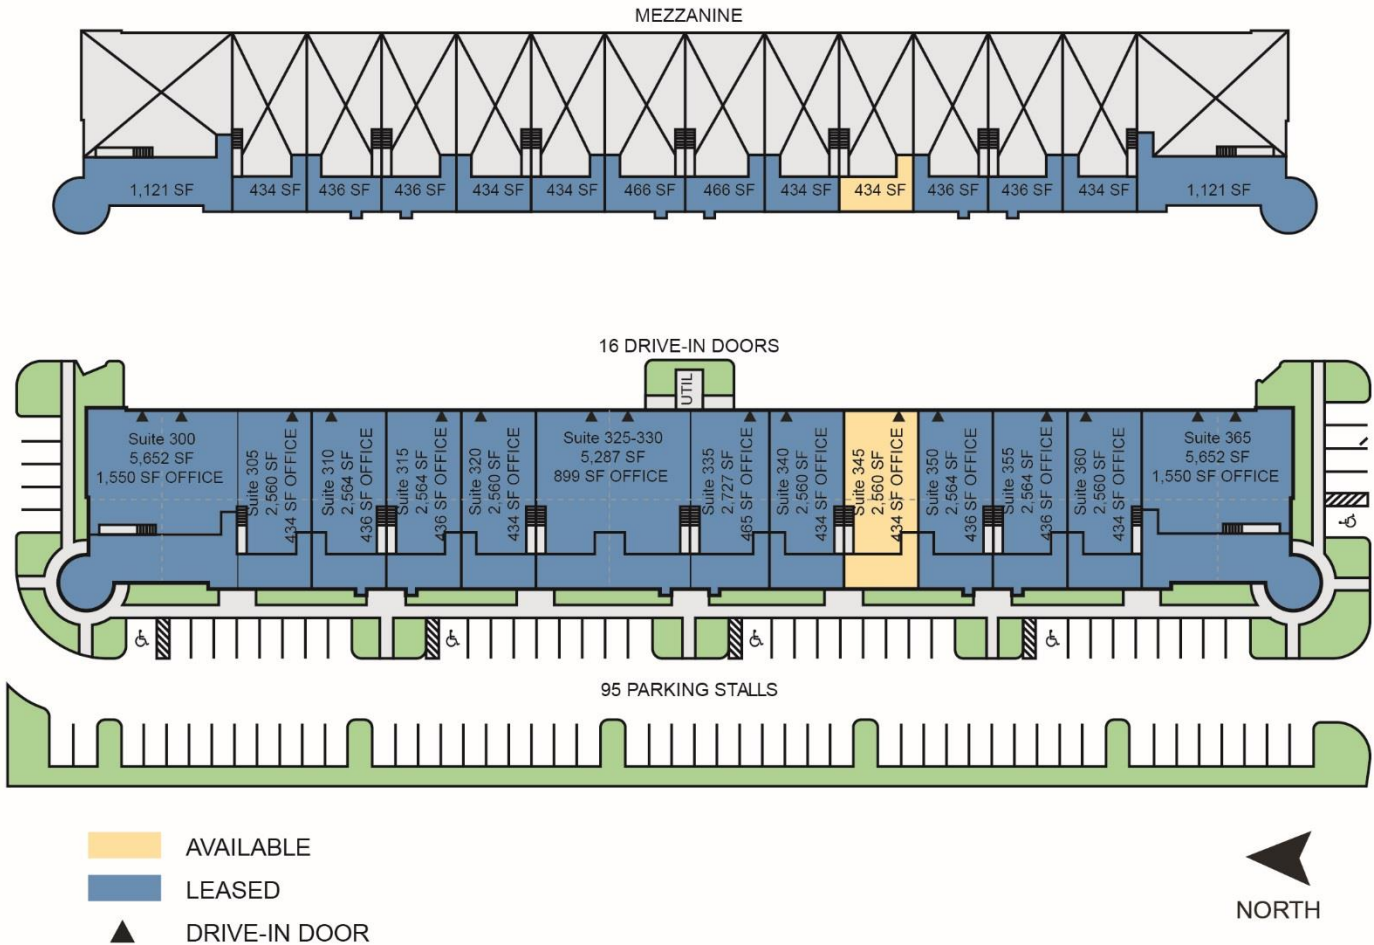 MEZZANINE
1,121 SF
434 SF
436 SF
436 SF
434 SF
434 SF
466 SF
466 SF
434 SF
434 SF
436 SF
436 SF
434 SF
1,121 SF
16 DRIVE-IN DOORS
UTIL
Suite 300
5,652 SF
1,550 SF OFFICE
Suite 305
2,560 SF
434 SF OFFICE
Suite 310
2,564 SF
436 SF OFFICE
Suite 315
2,564 SF
436 SF OFFICE
Suite 320
2,560 SF
434 SF OFFICE
Suite 325-330
5,287 SF
899 SF OFFICE
Suite 335
2,727 SF
465 SF OFFICE
Suite 340
2,560 SF
434 SF OFFICE
Suite 345
2,560 SF
434 SF OFFICE
Suite 350
2,564 SF
436 SF OFFICE
Suite 355
2,564 SF
436 SF OFFICE
Suite 360
2,560 SF
434 SF OFFICE
Suite 365
5,652 SF
1,550 SF OFFICE
95 PARKING STALLS
AVAILABLE
LEASED
DRIVE-IN DOOR
NORTH